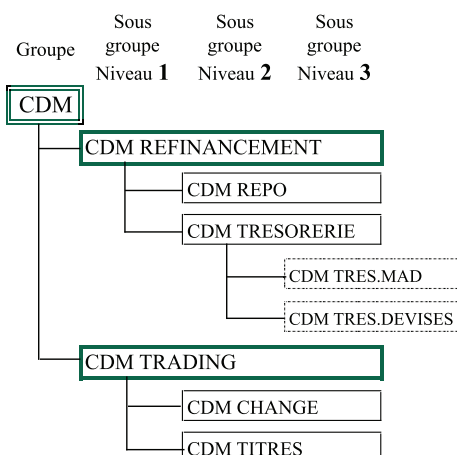 Groupe
Sous groupe Niveau 1
Sous groupe Niveau 2
Sous groupe Niveau 3
CDM
CDM REFINANCEMENT
CDM REPO
CDM TRESORERIE
CDM TRES.MAD
CDM TRES.DEVISES
CDM TRADING
CDM CHANGE
CDM TITRES